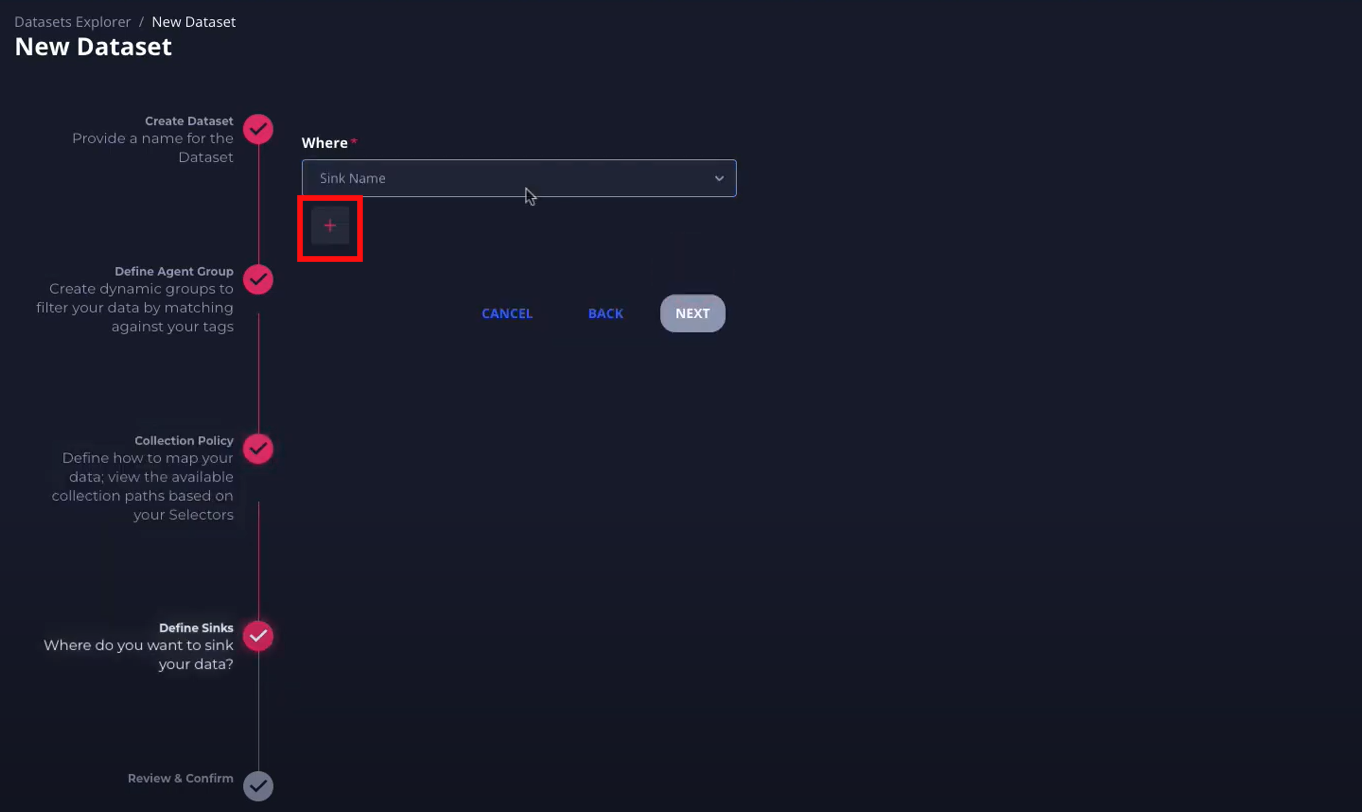 Datasets Explorer / New Dataset
New Dataset
Create Dataset
Provide a name for the
Dataset
Define Agent Group
Create dynamic groups to
filter your data by matching
against your tags
Collection Policy
Define how to map your
data; view the available
collection paths based on
your Selectors
Define Sinks
Where do you want to sink
your data?
Review & Confirm
Where *
Sink Name
+
CANCEL BACK NEXT